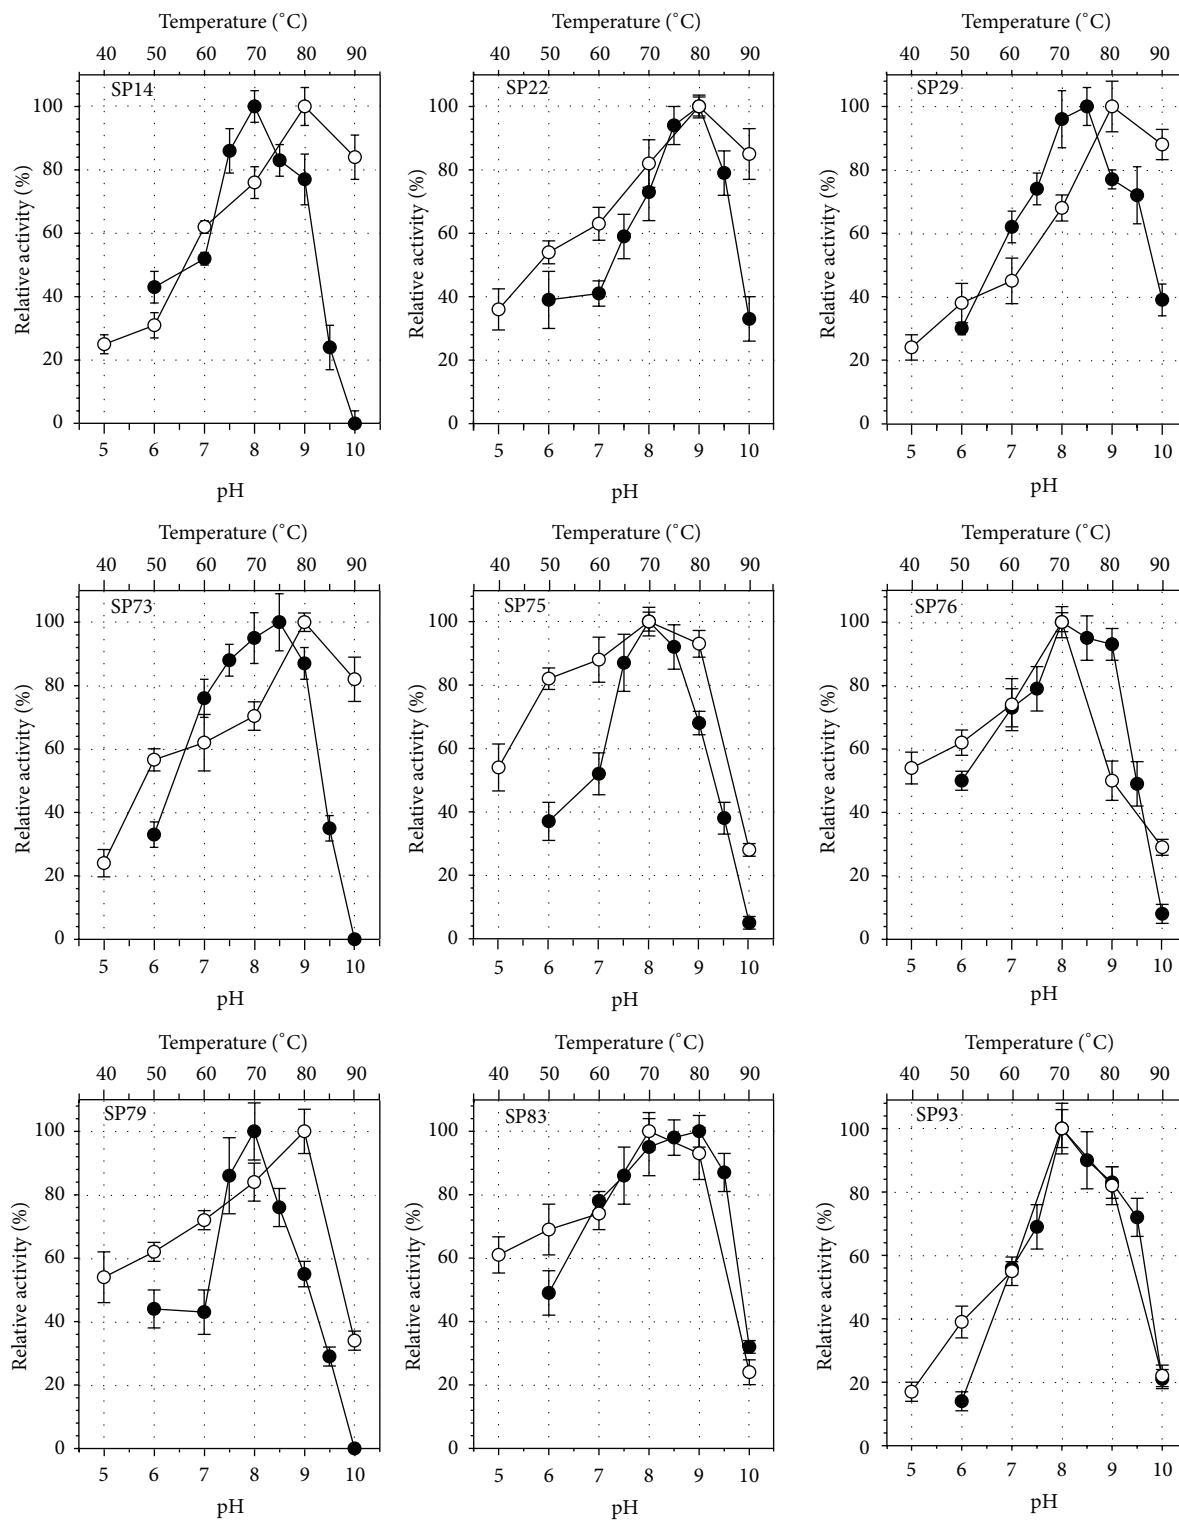 Temperature (˚C) Temperature (˚C) Temperature (˚C)
40 50 60 70 80 90 40 50 60 70 80 90 40 50 60 70 80 90
SP14 SP22 SP29
100 100 100
80 80 80
60 60 60
40 40 40
20 20 20
0 0 0
Relative activity (%) Relative activity (%) Relative activity (%)
5 6 7 8 9 10 5 6 7 8 9 10 5 6 7 8 9 10
pH pH pH
Temperature (˚C) Temperature (˚C) Temperature (˚C)
40 50 60 70 80 90 40 50 60 70 80 90 40 50 60 70 80 90
SP73 SP75 SP76
100 100 100
80 80 80
60 60 60
40 40 40
20 20 20
0 0 0
Relative activity (%) Relative activity (%) Relative activity (%)
5 6 7 8 9 10 5 6 7 8 9 10 5 6 7 8 9 10
pH pH pH
Temperature (˚C) Temperature (˚C) Temperature (˚C)
40 50 60 70 80 90 40 50 60 70 80 90 40 50 60 70 80 90
SP79 SP83 SP93
100 100 100
80 80 80
60 60 60
40 40 40
20 20 20
0 0 0
Relative activity (%) Relative activity (%) Relative activity (%)
5 6 7 8 9 10 5 6 7 8 9 10 5 6 7 8 9 10
pH pH pH